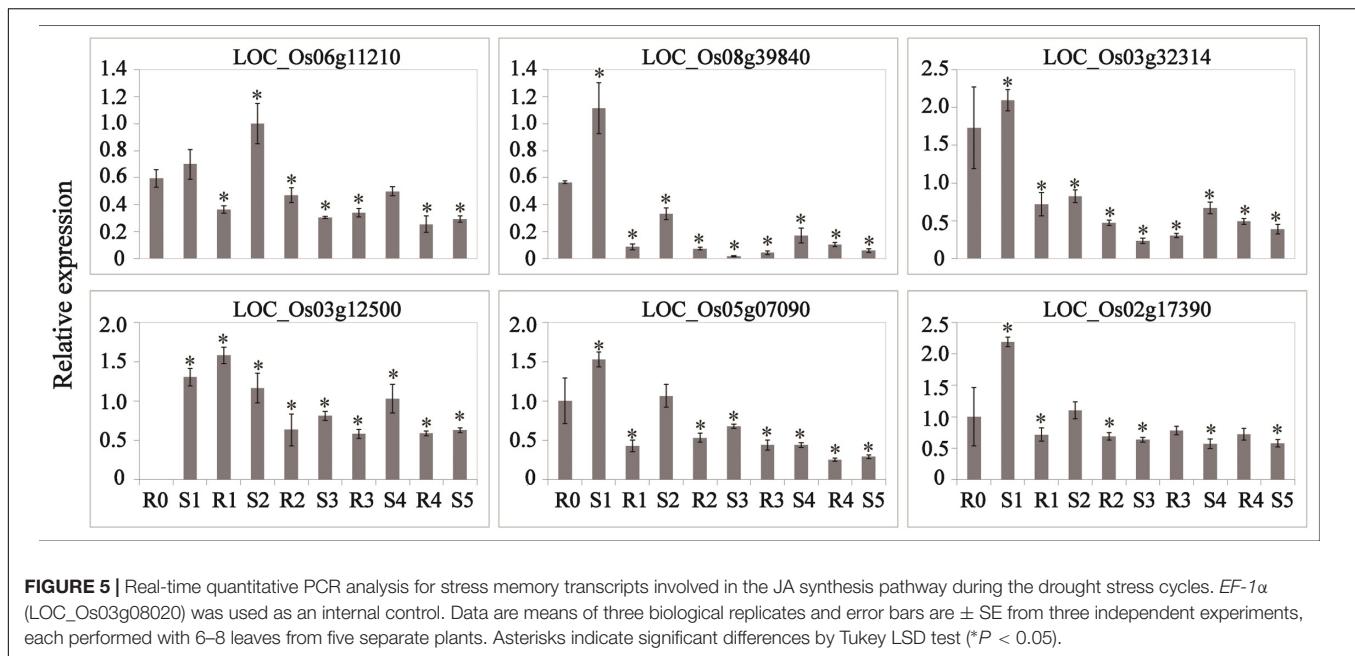 LOC_Os06g11210 LOC_Os08g39840 LOC_Os03g32314
1.4 1.4 2.5
1.2 1.2 2.0
1.0 1.0 1.5
0.8 0.8 1.0
0.6 0.6 0.5
0.4 0.4 0
0.2 0.2
0 0
* * * * * * *
* * * * * * * * *
* * * * * * * * *
Relative expression
LOC_Os03g12500 LOC_Os05g07090 LOC_Os02g17390
2.0 2.0 2.5
1.5 1.5 2.0
1.0 1.0 1.5
0.5 0.5 1.0
0 0 0.5
0
* * * * * * * * *
* * * * * * * *
* * * * * *
R0 S1 R1 S2 R2 S3 R3 S4 R4 S5 R0 S1 R1 S2 R2 S3 R3 S4 R4 S5 R0 S1 R1 S2 R2 S3 R3 S4 R4 S5
FIGURE 5 | Real-time quantitative PCR analysis for stress memory transcripts involved in the JA synthesis pathway during the drought stress cycles. EF-1α
(LOC_Os03g08020) was used as an internal control. Data are means of three biological replicates and error bars are ± SE from three independent experiments,
each performed with 6–8 leaves from five separate plants. Asterisks indicate significant differences by Tukey LSD test (*P < 0.05).